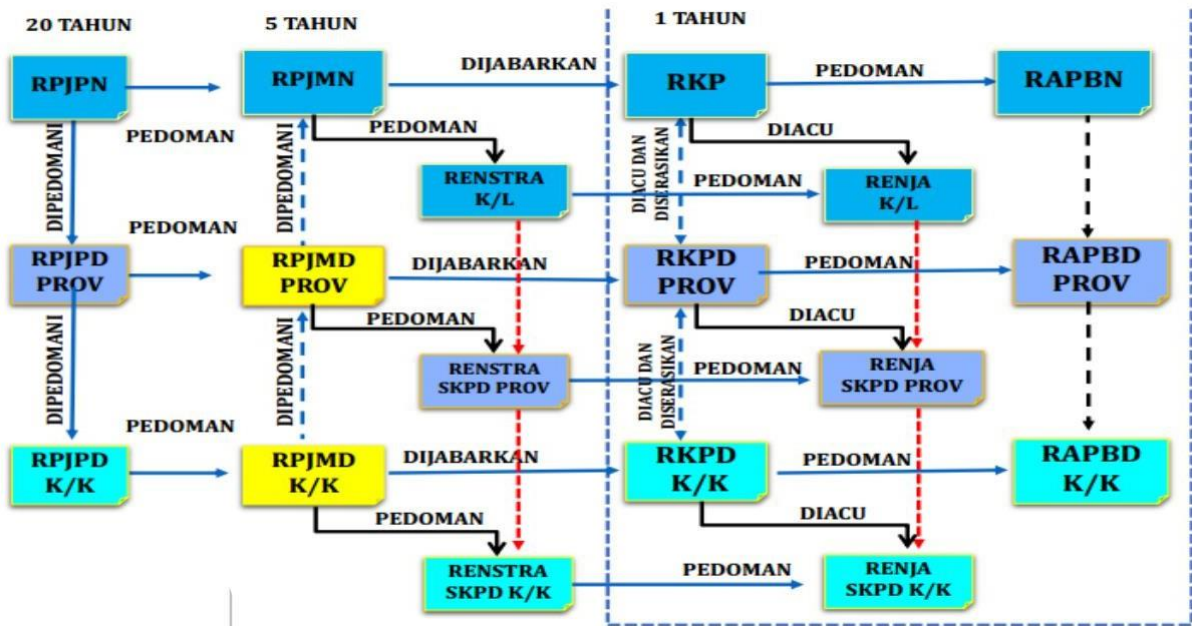 20 TAHUN
5 TAHUN
1 TAHUN
RPJPN
RPJMN
DIJABARKAN
RKP
PEDOMAN
RAPBN
PEDOMAN
PEDOMAN
DIACU
DIPEDOMANI
DIPEDOMANI
DIACU DAN
DISERASIKAN
RENSTRA
K/L
PEDOMAN
RENJA
K/L
PEDOMAN
RPJPD
PROV
RPJMD
PROV
DIJABARKAN
RKPD
PROV
PEDOMAN
RAPBD
PROV
PEDOMAN
DIACU
DIPEDOMANI
DIPEDOMANI
DIACU DAN
DISERASIKAN
RENSTRA
SKPD PROV
PEDOMAN
RENJA
SKPD PROV
PEDOMAN
RPJPD
K/K
RPJMD
K/K
DIJABARKAN
RKPD
K/K
PEDOMAN
RAPBD
K/K
PEDOMAN
DIACU
RENSTRA
SKPD K/K
PEDOMAN
RENJA
SKPD K/K